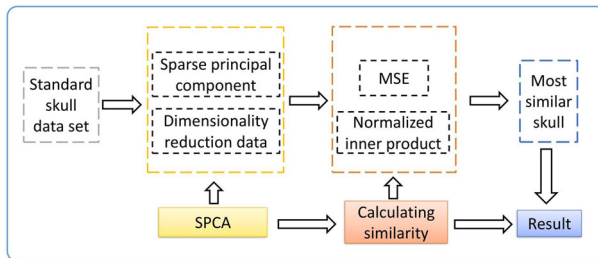 Standard
skull
data set
Sparse principal
component
Dimensionality
reduction data
MSE
Normalized
inner product
Most
similar
skull
SPCA
Calculating
similarity
Result